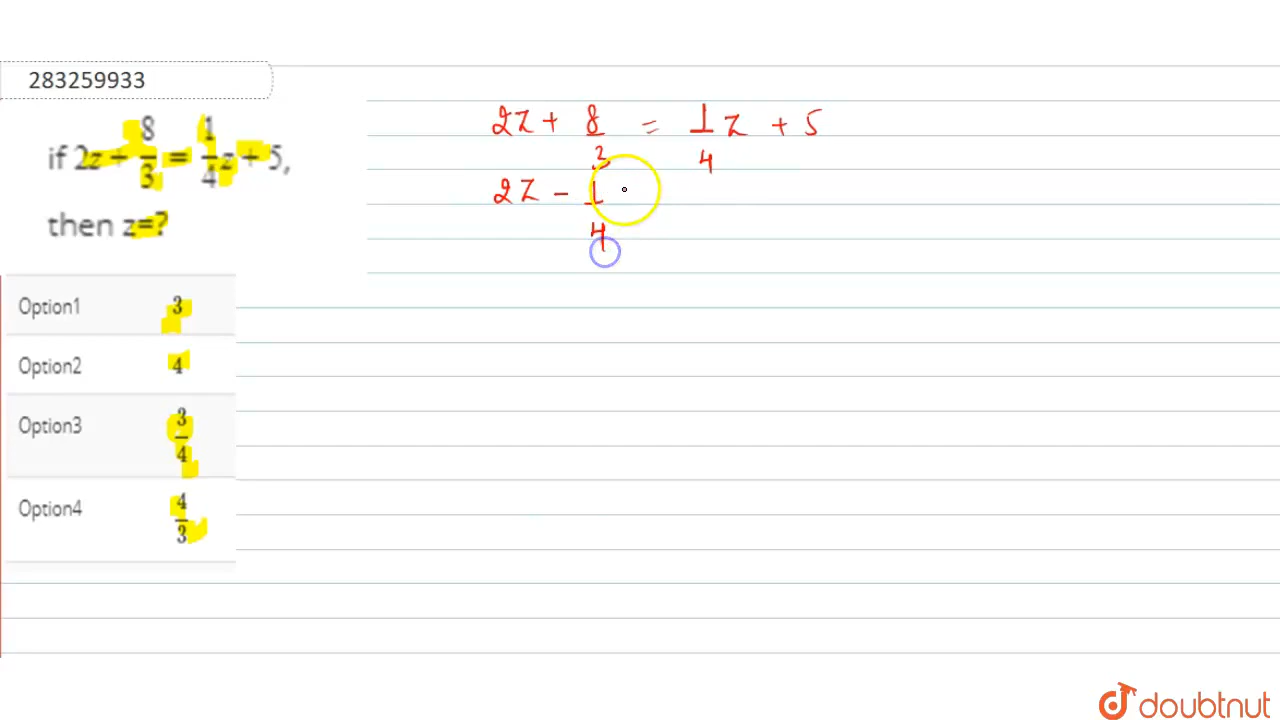 283259933
if 2z + 8/3 = 1/4 z + 5,
then z=?
Option1 3
Option2 4
Option3 3/4
Option4 4/3
2z + 8/3 = 1/4 z + 5
2z - 1/4
doubtnut